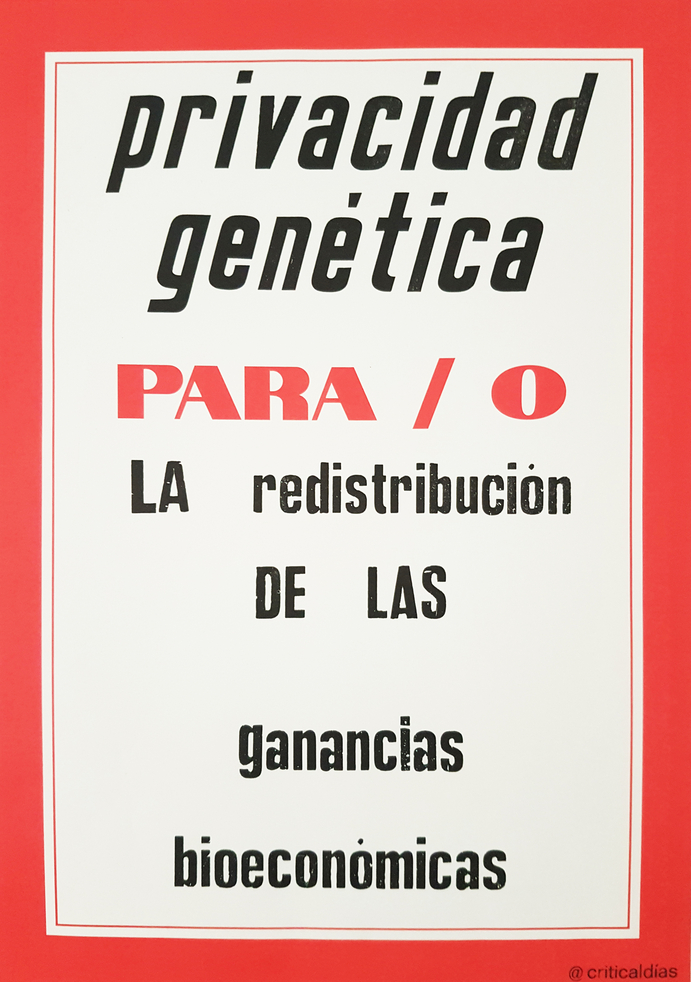 privacidad
genética
PARA / O
LA redistribución
DE LAS
ganancias
bioeconómicas
@criticaldías